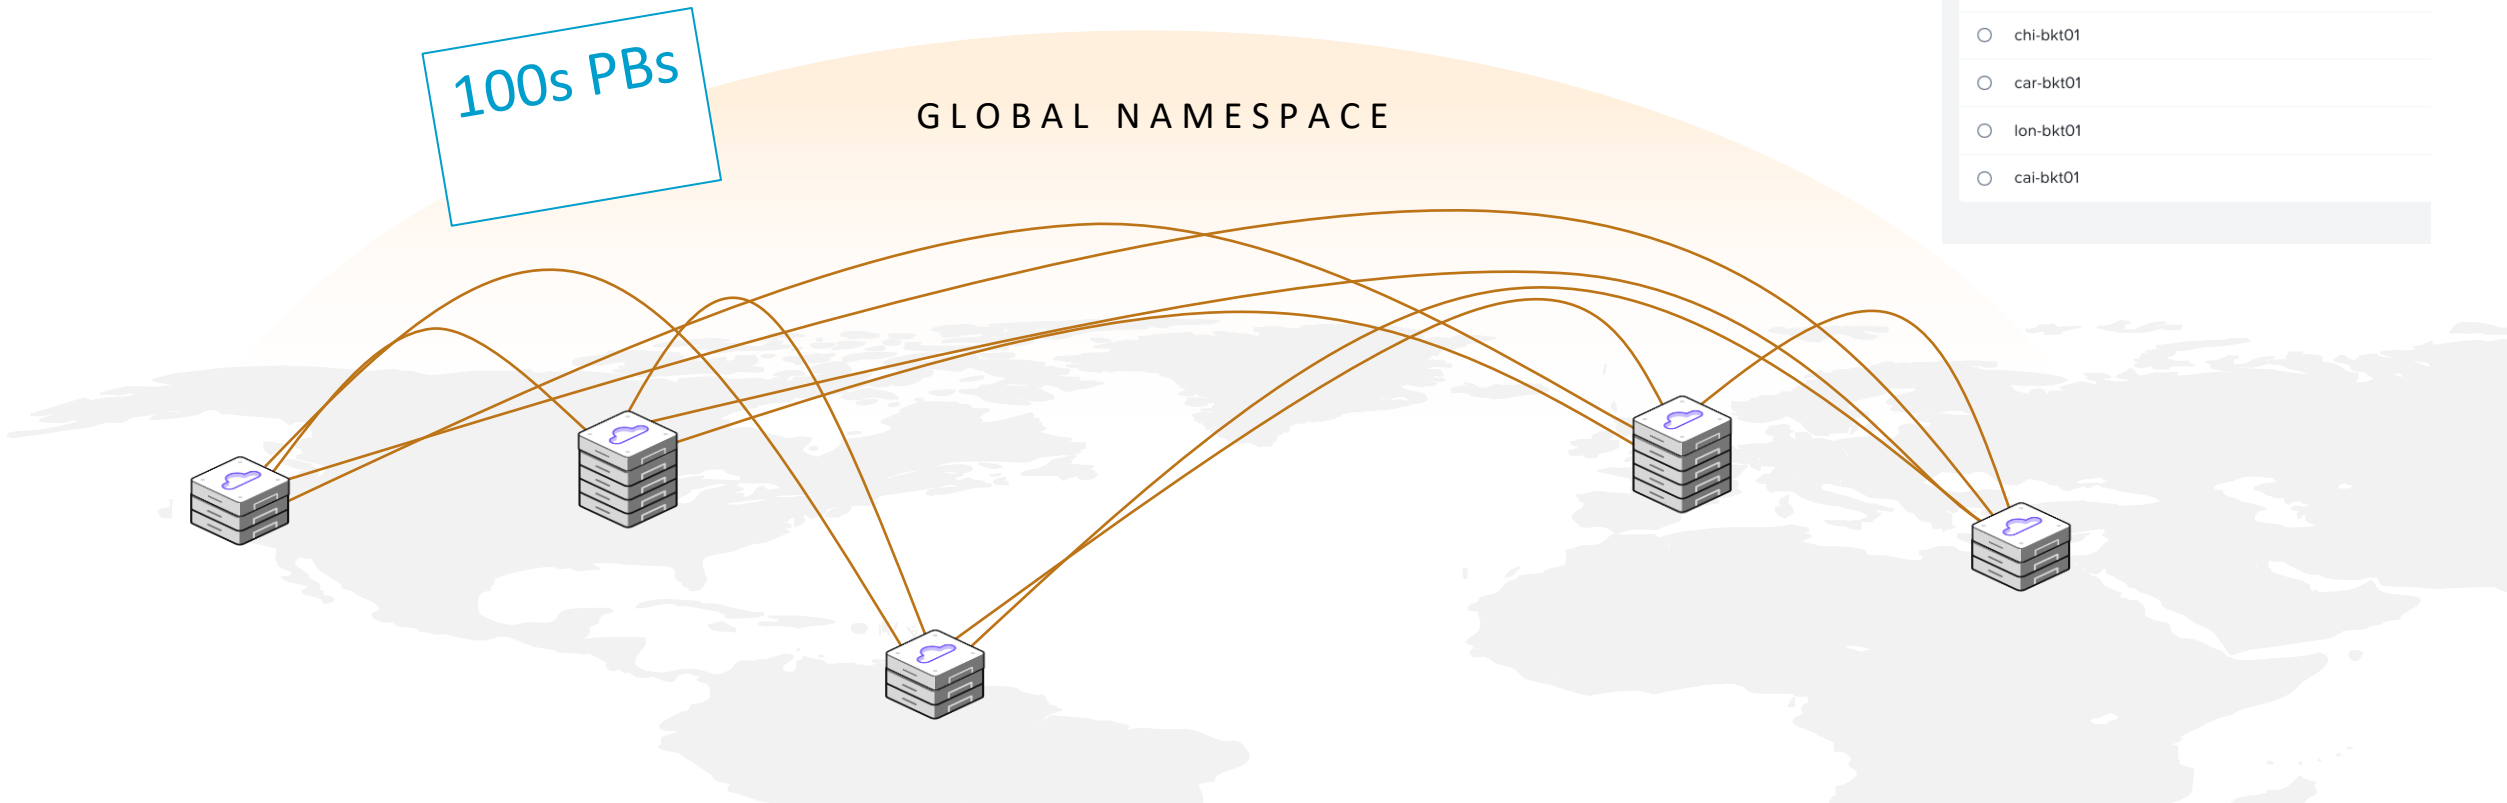 100s PBs
GLOBAL NAMESPACE
chi-bkt01
car-bkt01
lon-bkt01
cai-bkt01